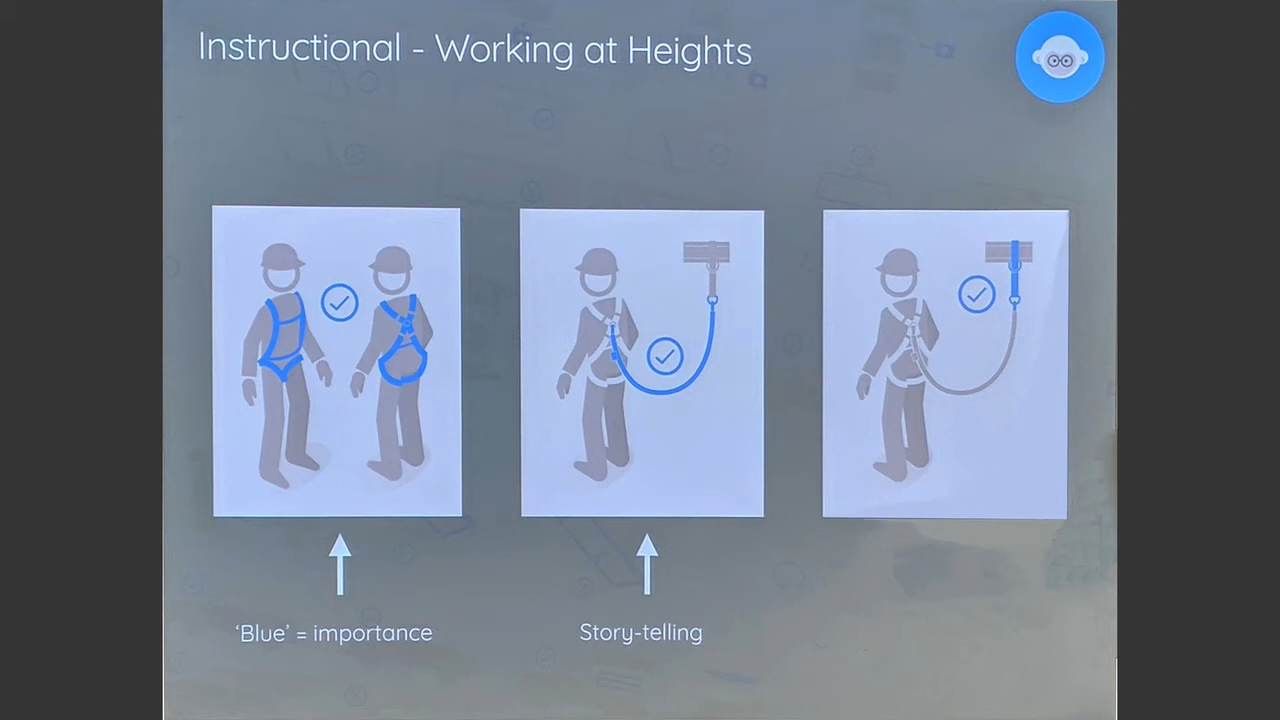 Instructional - Working at Heights
‘Blue’ = importance
Story-telling